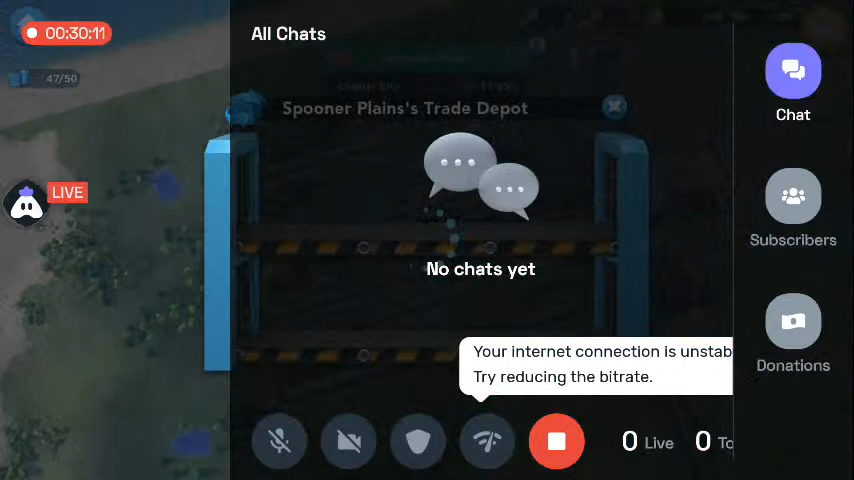 00:30:11
All Chats
47/50
Spooner Plains's Trade Depot
Chat
LIVE
Subscribers
No chats yet
Your internet connection is unstab
Try reducing the bitrate.
Donations
0 Live 0 To